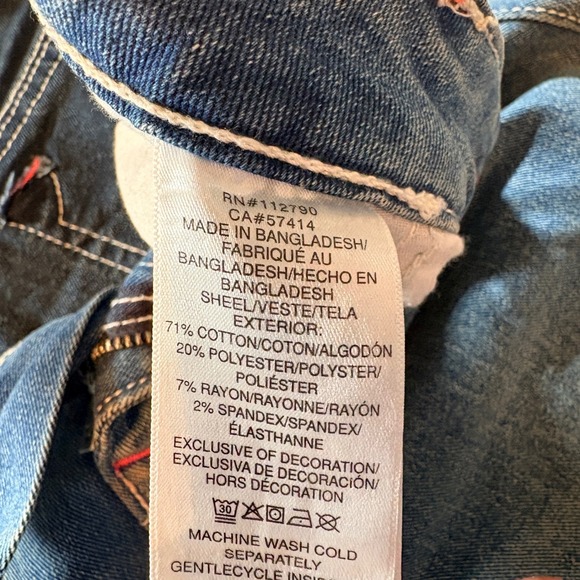 RN#112790
CA#57414
MADE IN BANGLADESH/
FABRIQUÉ AU
BANGLADESH/HECHO EN
BANGLADESH
SHEEL/VESTE/TELA
EXTERIOR:
71% COTTON/COTON/ALGODÓN
20% POLYESTER/POLYSTER/
POLIÉSTER
7% RAYON/RAYONNE/RAYÓN
2% SPANDEX/SPANDEX/
ÉLASTHANNE
EXCLUSIVE OF DECORATION/
EXCLUSIVA DE DECORACIÓN/
HORS DÉCORATION
30
MACHINE WASH COLD
SEPARATELY
GENTLECYCLE